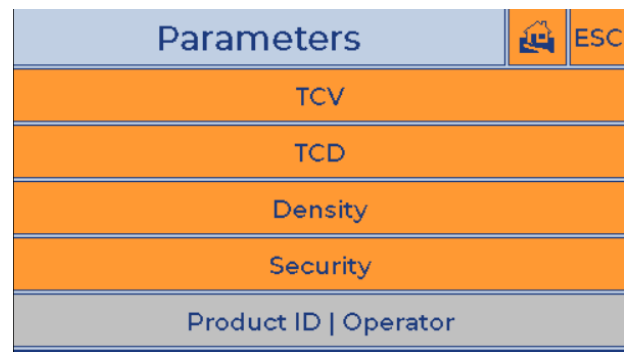 Parameters
ESC
TCV
TCD
Density
Security
Product ID | Operator